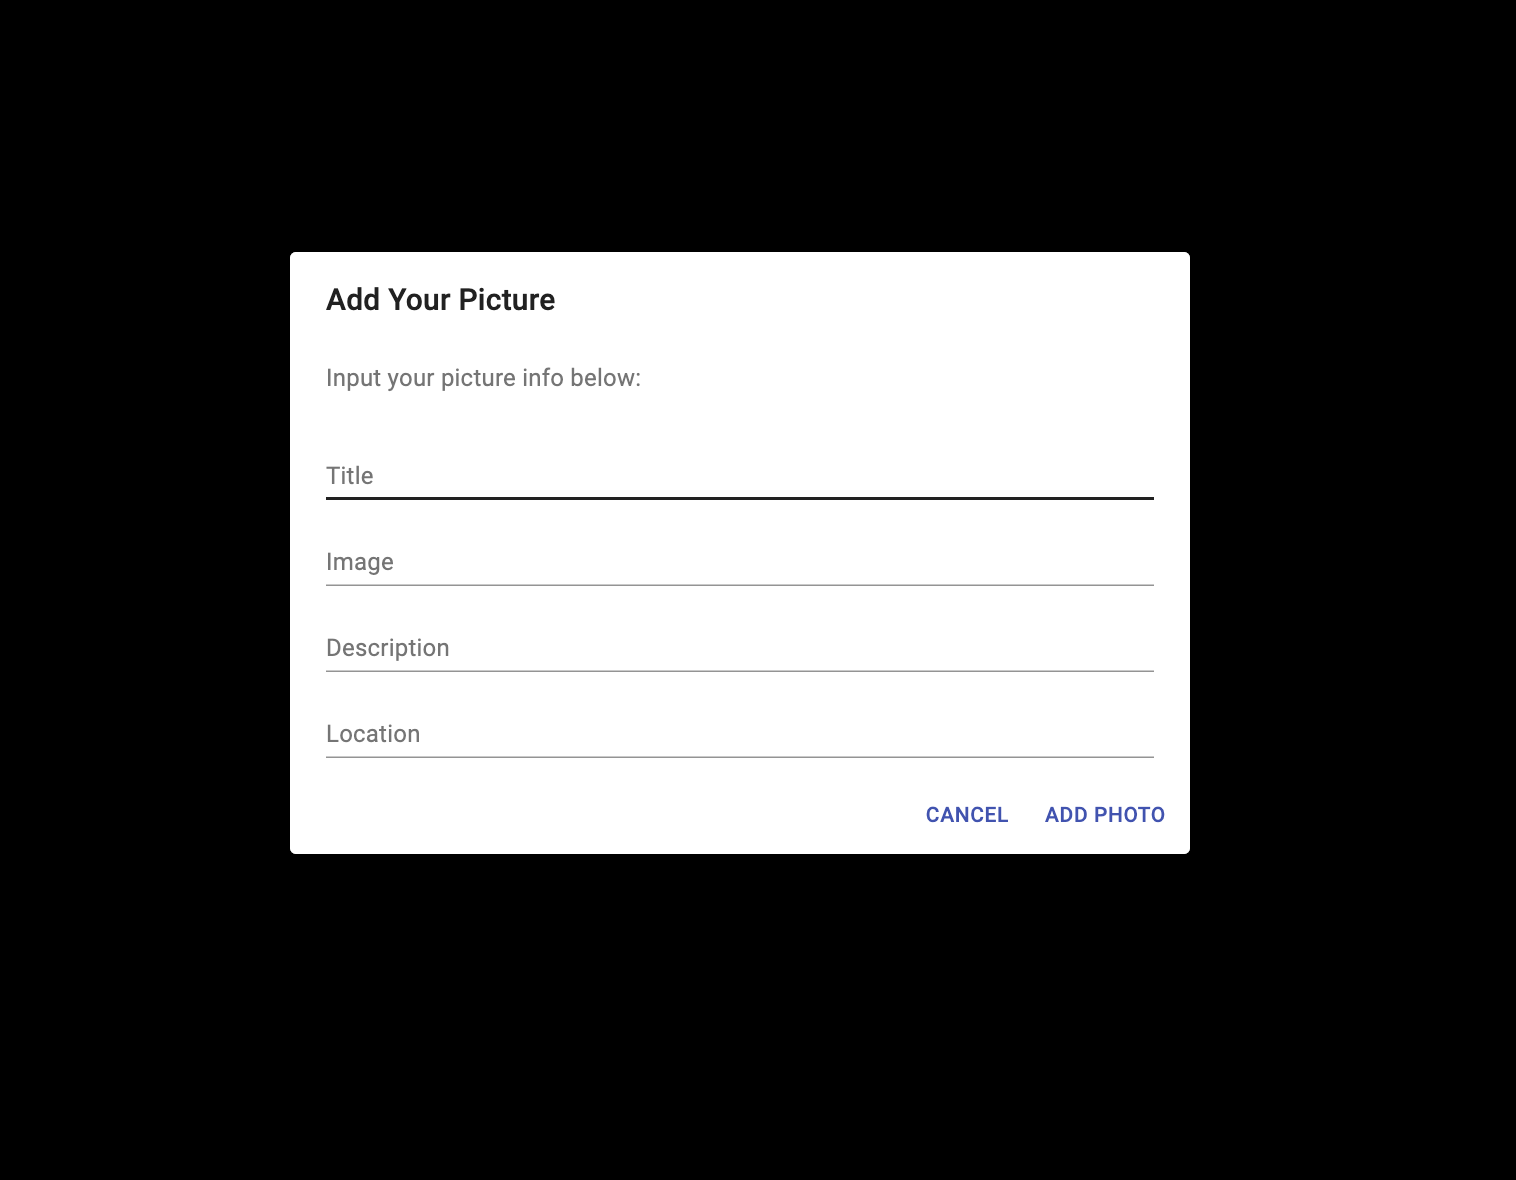 Add Your Picture
Input your picture info below:
Title
Image
Description
Location
CANCEL ADD PHOTO